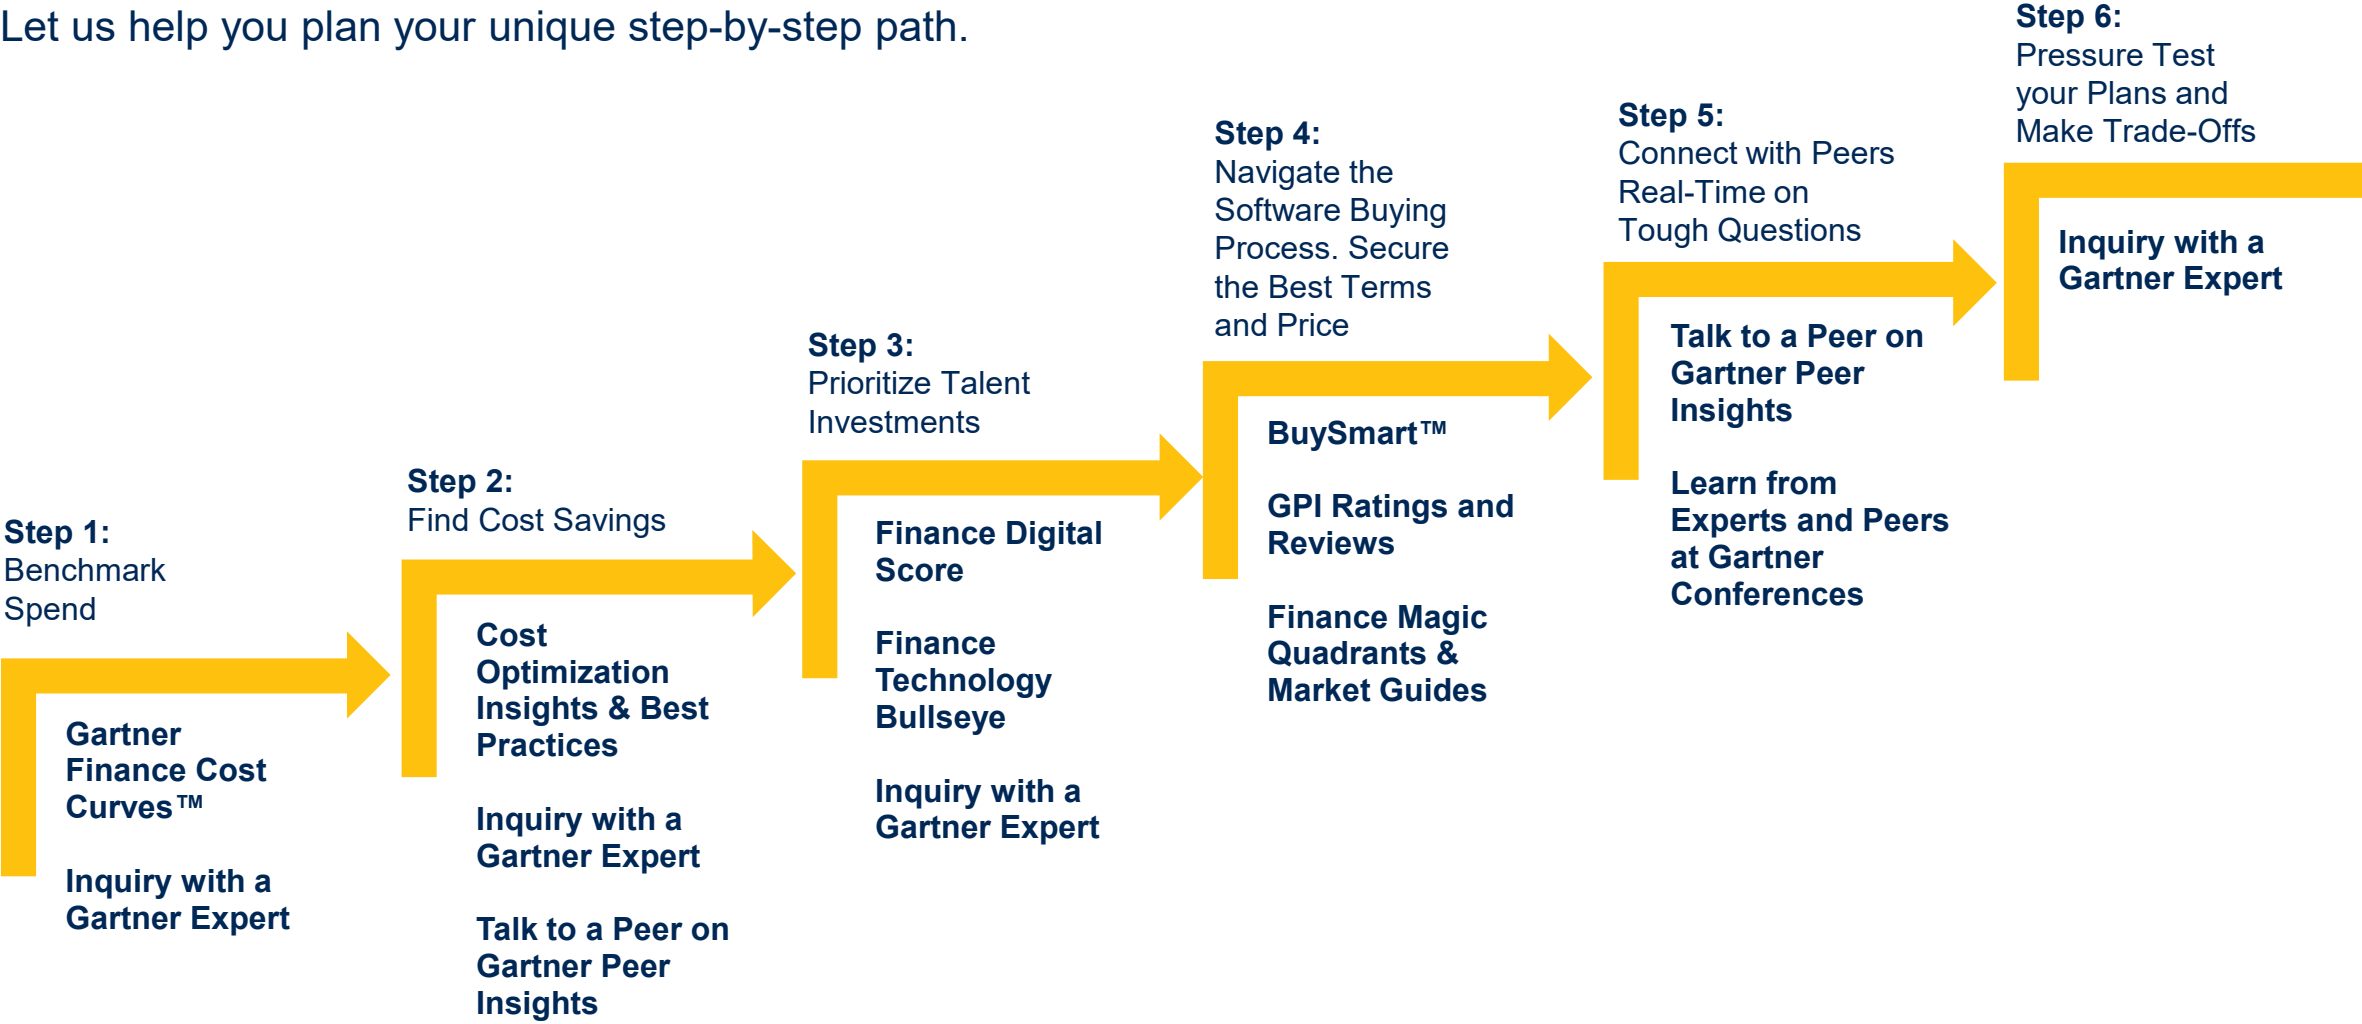 Let us help you plan your unique step-by-step path.
Step 1:
Benchmark
Spend
Gartner
Finance Cost
Curves™
Inquiry with a
Gartner Expert
Step 2:
Find Cost Savings
Cost
Optimization
Insights & Best
Practices
Inquiry with a
Gartner Expert
Talk to a Peer on
Gartner Peer
Insights
Step 3:
Prioritize Talent
Investments
Finance Digital
Score
Finance
Technology
Bullseye
Inquiry with a
Gartner Expert
Step 4:
Navigate the
Software Buying
Process. Secure
the Best Terms
and Price
BuySmart™
GPI Ratings and
Reviews
Finance Magic
Quadrants &
Market Guides
Step 5:
Connect with Peers
Real-Time on
Tough Questions
Talk to a Peer on
Gartner Peer
Insights
Learn from
Experts and Peers
at Gartner
Conferences
Step 6:
Pressure Test
your Plans and
Make Trade-Offs
Inquiry with a
Gartner Expert